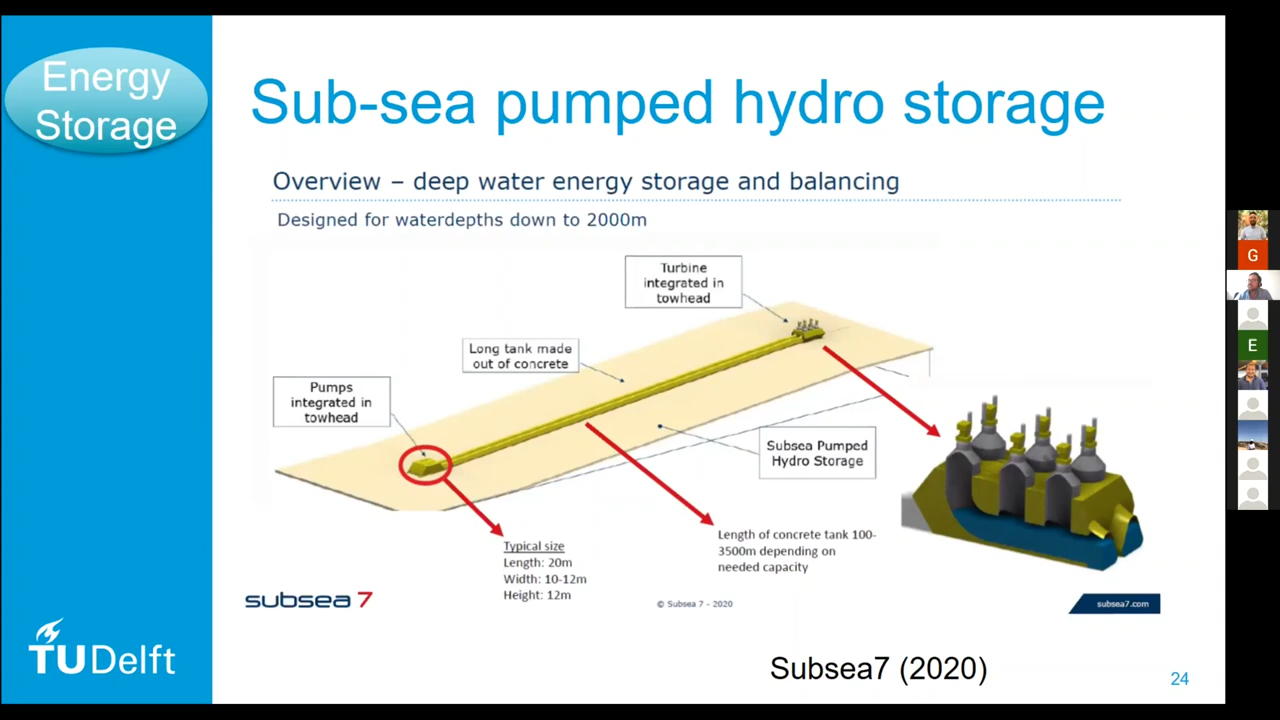 Energy
Storage
Sub-sea pumped hydro storage
Overview – deep water energy storage and balancing
Designed for waterdepths down to 2000m
Turbine
integrated in
towhead
Long tank made
out of concrete
Pumps
integrated in
towhead
Subsea Pumped
Hydro Storage
Typical size
Length: 20m
Width: 10-12m
Height: 12m
Length of concrete tank 100-
3500m depending on
needed capacity
subsea 7
© Subsea 7 - 2020
subsea7.com
TUDelft
Subsea7 (2020)
24
G
E